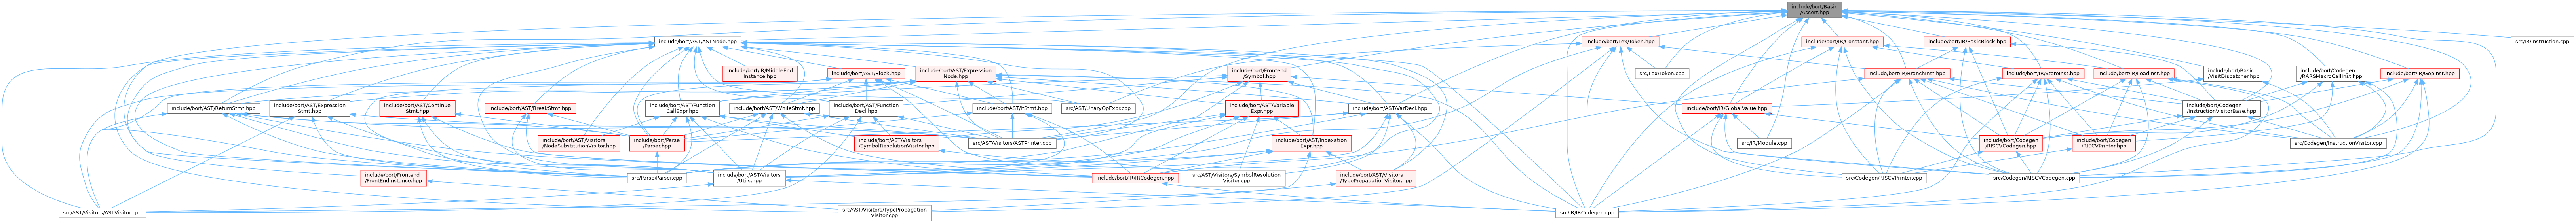 include/bort/Basic
/Assert.hpp
include/bort/AST/ASTNode.hpp
include/bort/Lex/Token.hpp
include/bort/IR/Constant.hpp
include/bort/IR/BasicBlock.hpp
src/IR/Instruction.cpp
include/bort/IR/MiddleEnd
Instance.hpp
include/bort/AST/Block.hpp
include/bort/AST/Expression
Node.hpp
include/bort/Frontend
/Symbol.hpp
src/Lex/Token.cpp
include/bort/IR/BranchInst.hpp
include/bort/IR/StoreInst.hpp
include/bort/IR/LoadInst.hpp
include/bort/Basic
/VisitDispatcher.hpp
include/bort/Codegen
/RARSMacroCallInst.hpp
include/bort/IR/GepInst.hpp
include/bort/AST/ReturnStmt.hpp
include/bort/AST/Expression
Stmt.hpp
include/bort/AST/Continue
Stmt.hpp
include/bort/AST/BreakStmt.hpp
include/bort/AST/Function
CallExpr.hpp
include/bort/AST/WhileStmt.hpp
include/bort/AST/Function
Decl.hpp
include/bort/AST/IfStmt.hpp
src/AST/UnaryOpExpr.cpp
include/bort/AST/Variable
Expr.hpp
include/bort/AST/VarDecl.hpp
include/bort/IR/GlobalValue.hpp
include/bort/Codegen
/InstructionVisitorBase.hpp
include/bort/AST/Visitors
/NodeSubstitutionVisitor.hpp
include/bort/Parse
/Parser.hpp
include/bort/AST/Visitors
/SymbolResolutionVisitor.hpp
src/AST/Visitors/ASTPrinter.cpp
include/bort/AST/Indexation
Expr.hpp
src/IR/Module.cpp
include/bort/Codegen
/RISCVCodegen.hpp
include/bort/Codegen
/RISCVPrinter.hpp
src/Codegen/InstructionVisitor.cpp
include/bort/Frontend
/FrontEndInstance.hpp
src/Parse/Parser.cpp
include/bort/AST/Visitors
/Utils.hpp
include/bort/IR/IRCodegen.hpp
src/AST/Visitors/SymbolResolution
Visitor.cpp
include/bort/AST/Visitors
/TypePropagationVisitor.hpp
src/Codegen/RISCVPrinter.cpp
src/Codegen/RISCVCodegen.cpp
src/AST/Visitors/ASTVisitor.cpp
src/AST/Visitors/TypePropagation
Visitor.cpp
src/IR/IRCodegen.cpp